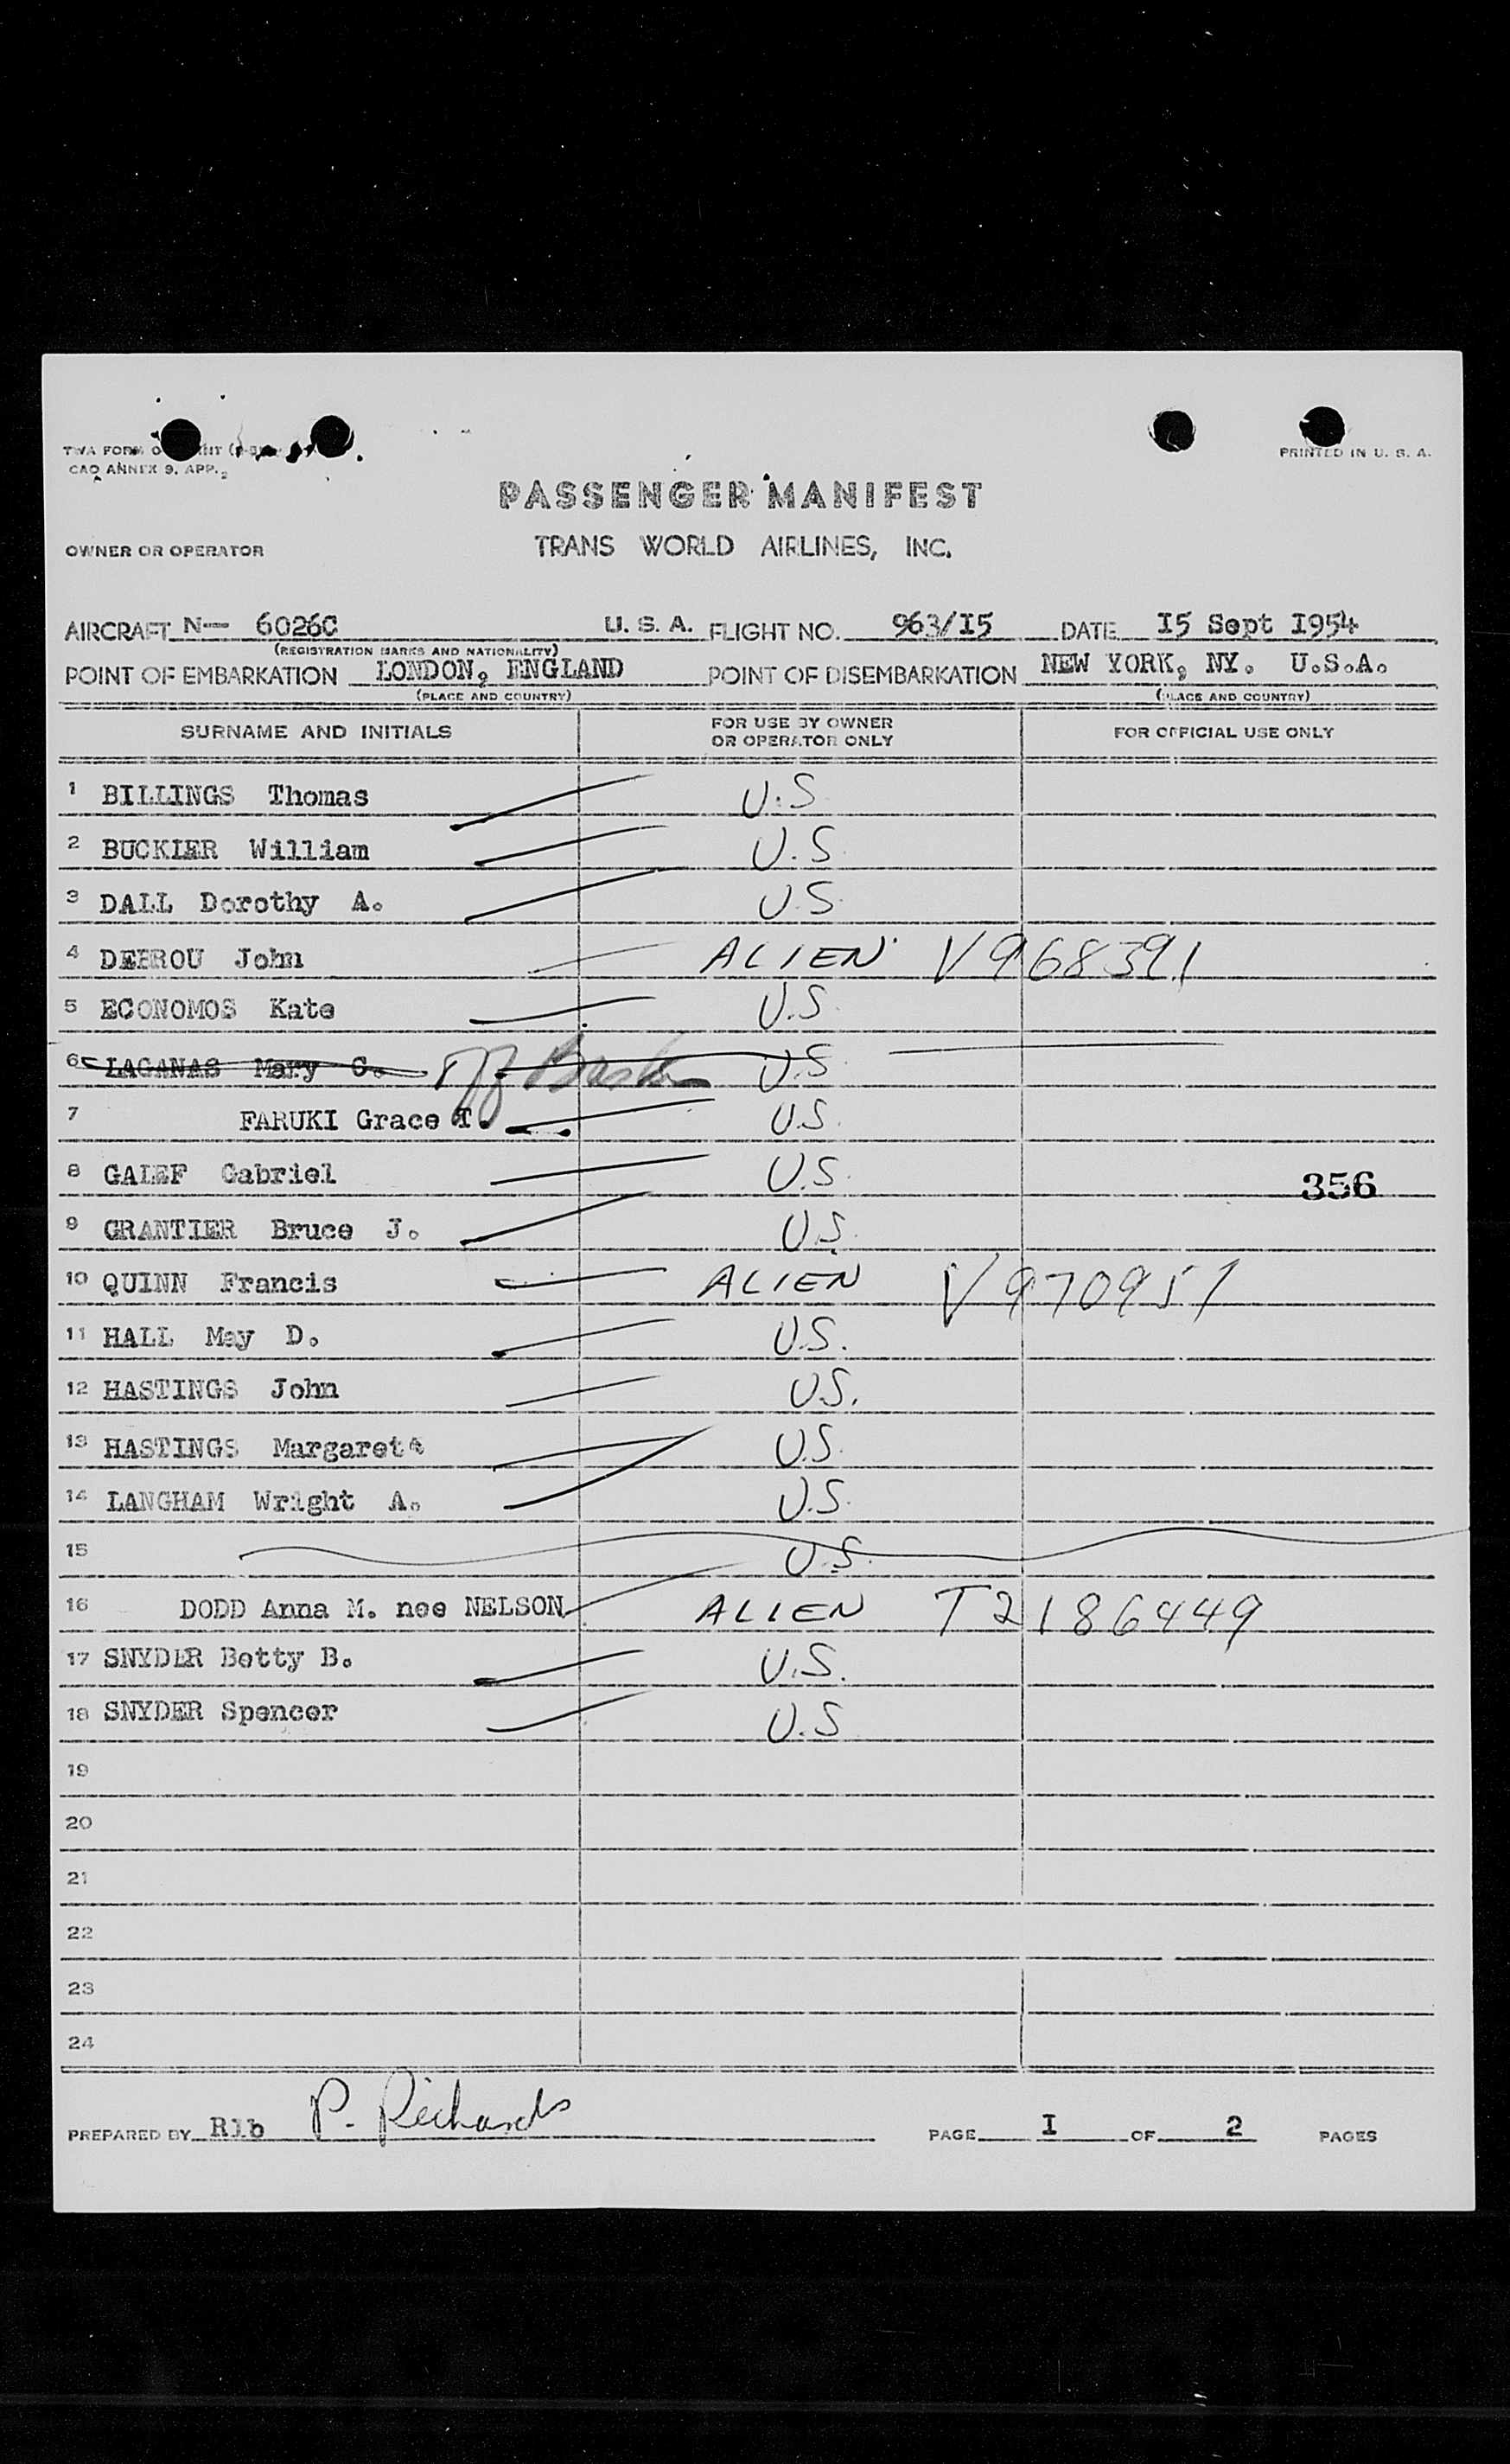 TWA FORM O
CAO ANNEX 9, APP. 2
PRINTED IN U. S. A.
PASSENGER MANIFEST
OWNER OR OPERATOR TRANS WORLD AIRLINES, INC.
AIRCRAFT N- 6026C U. S. A. FLIGHT NO. 963/I5 DATE I5 Sept I954
(REGISTRATION MARKS AND NATIONALITY)
POINT OF EMBARKATION LONDON, ENGLAND POINT OF DISEMBARKATION NEW YORK, NY. U.S.A.
(PLACE AND COUNTRY) (PLACE AND COUNTRY)
SURNAME AND INITIALS FOR USE BY OWNER OR OPERATOR ONLY FOR OFFICIAL USE ONLY
1 BILLINGS Thomas U.S
2 BUCKIER William U.S
3 DALL Dorothy A. U.S.
4 DEBROU John ALIEN V968391
5 ECONOMOS Kate U.S.
6 LAGANAS Mary C. U.S
7 FARUKI Grace T. U.S.
8 GALEF Gabriel U.S. 356
9 GRANTIER Bruce J. U.S.
10 QUINN Francis ALIEN V970951
11 HALL May D. U.S.
12 HASTINGS John U.S.
13 HASTINGS Margaret U.S.
14 LANGHAM Wright A. U.S.
15 U.S.
16 DODD Anna M. nee NELSON ALIEN T2186449
17 SNYDER Betty B. U.S.
18 SNYDER Spencer U.S
19
20
21
22
23
24
PREPARED BY Rlb P. Richards PAGE I OF 2 PAGES